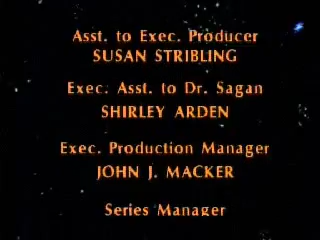 Asst. to Exec. Producer
SUSAN STRIBLING
Exec. Asst. to Dr. Sagan
SHIRLEY ARDEN
Exec. Production Manager
JOHN J. MACKER
Series Manager